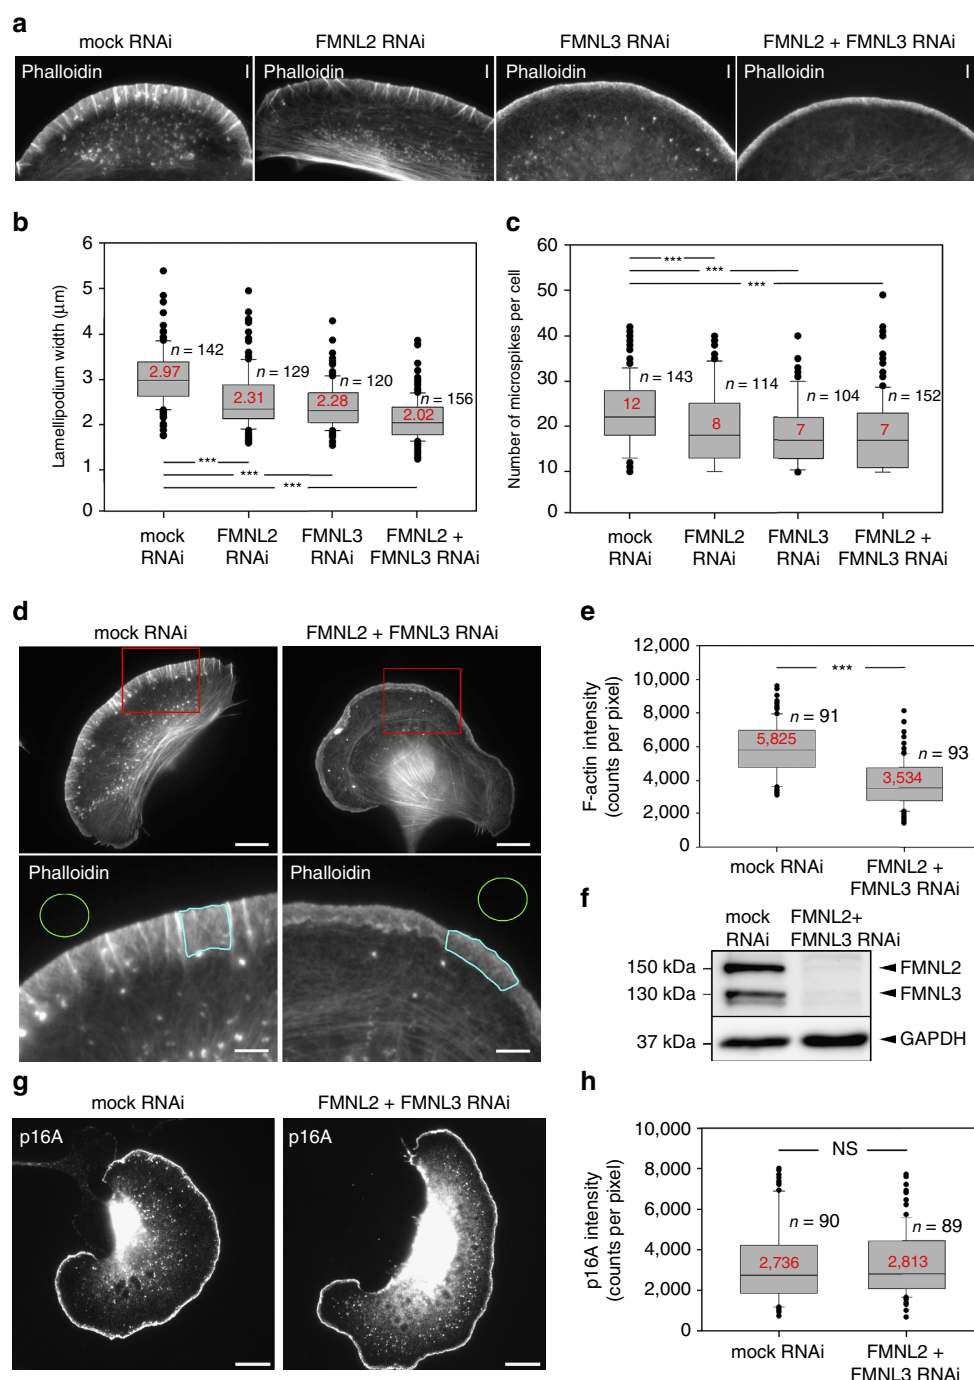 a
mock RNAi
FMNL2 RNAi
FMNL3 RNAi
FMNL2 + FMNL3 RNAi
Phalloidin
Phalloidin
Phalloidin
Phalloidin
b
Lamellipodium width (μm)
6
5
4
3
2
1
0
n = 142
2.97
n = 129
2.31
n = 120
2.28
n = 156
2.02
***
***
***
mock RNAi
FMNL2 RNAi
FMNL3 RNAi
FMNL2 + FMNL3 RNAi
c
Number of microspikes per cell
60
50
40
30
20
10
0
***
***
***
n = 143
12
n = 114
8
n = 104
7
n = 152
7
mock RNAi
FMNL2 RNAi
FMNL3 RNAi
FMNL2 + FMNL3 RNAi
d
mock RNAi
FMNL2 + FMNL3 RNAi
Phalloidin
Phalloidin
e
F-actin intensity
(counts per pixel)
12,000
10,000
8,000
6,000
4,000
2,000
0
***
n = 91
5,825
n = 93
3,534
mock RNAi
FMNL2 + FMNL3 RNAi
f
mock RNAi
FMNL2+ FMNL3 RNAi
150 kDa
FMNL2
130 kDa
FMNL3
37 kDa
GAPDH
g
mock RNAi
FMNL2 + FMNL3 RNAi
p16A
p16A
h
p16A intensity
(counts per pixel)
10,000
8,000
6,000
4,000
2,000
0
NS
n = 90
2,736
n = 89
2,813
mock RNAi
FMNL2 + FMNL3 RNAi